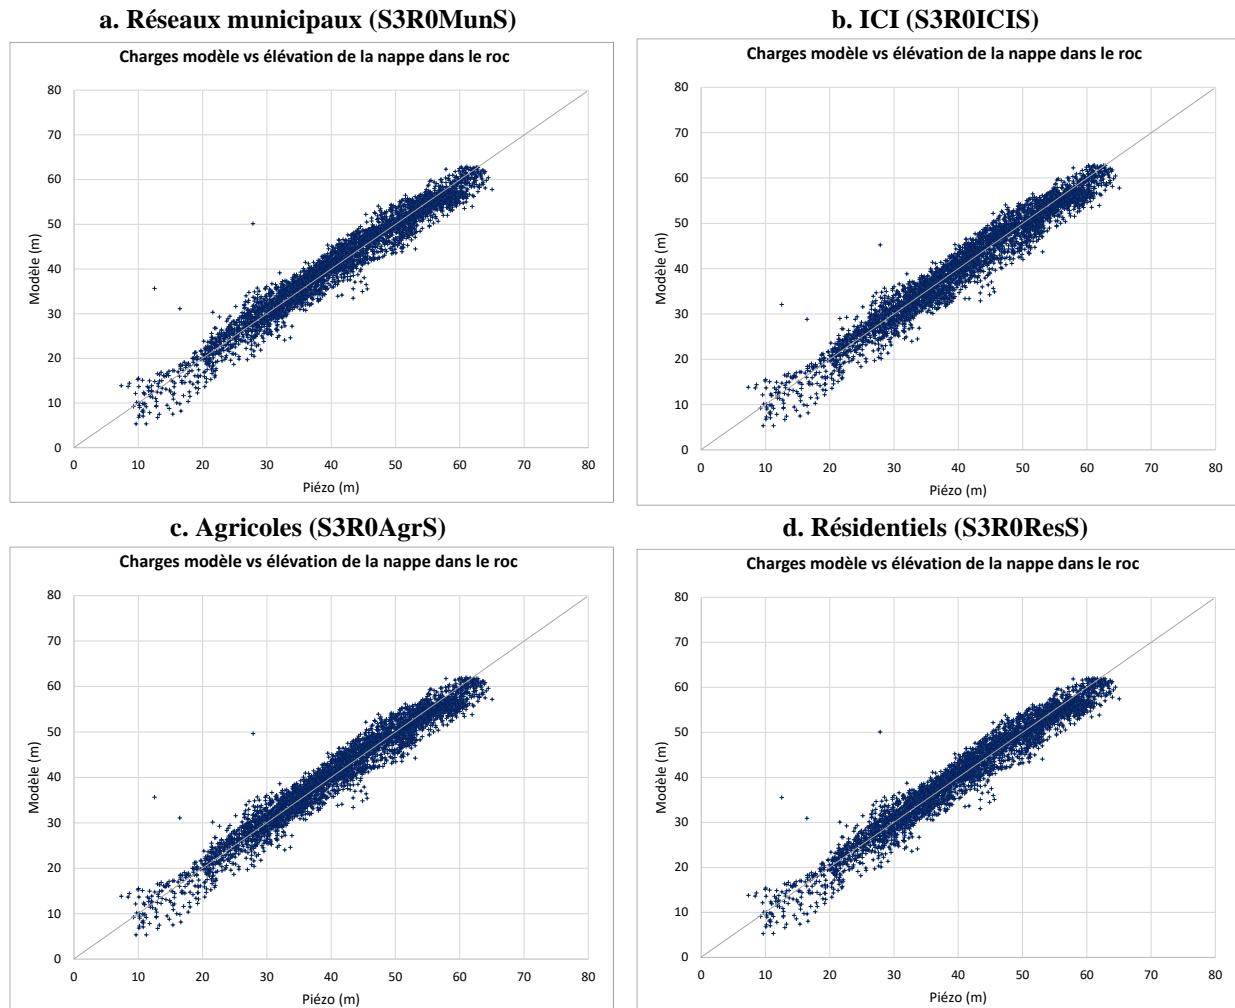 a. Réseaux municipaux (S3R0MunS)
Charges modèle vs élévation de la nappe dans le roc
80
70
60
50
40
30
20
10
0
Modèle (m)
0 10 20 30 40 50 60 70 80
Piézo (m)
b. ICI (S3R0ICIS)
Charges modèle vs élévation de la nappe dans le roc
80
70
60
50
40
30
20
10
0
Modèle (m)
0 10 20 30 40 50 60 70 80
Piézo (m)
c. Agricoles (S3R0AgrS)
Charges modèle vs élévation de la nappe dans le roc
80
70
60
50
40
30
20
10
0
Modèle (m)
0 10 20 30 40 50 60 70 80
Piézo (m)
d. Résidentiels (S3R0ResS)
Charges modèle vs élévation de la nappe dans le roc
80
70
60
50
40
30
20
10
0
Modèle (m)
0 10 20 30 40 50 60 70 80
Piézo (m)